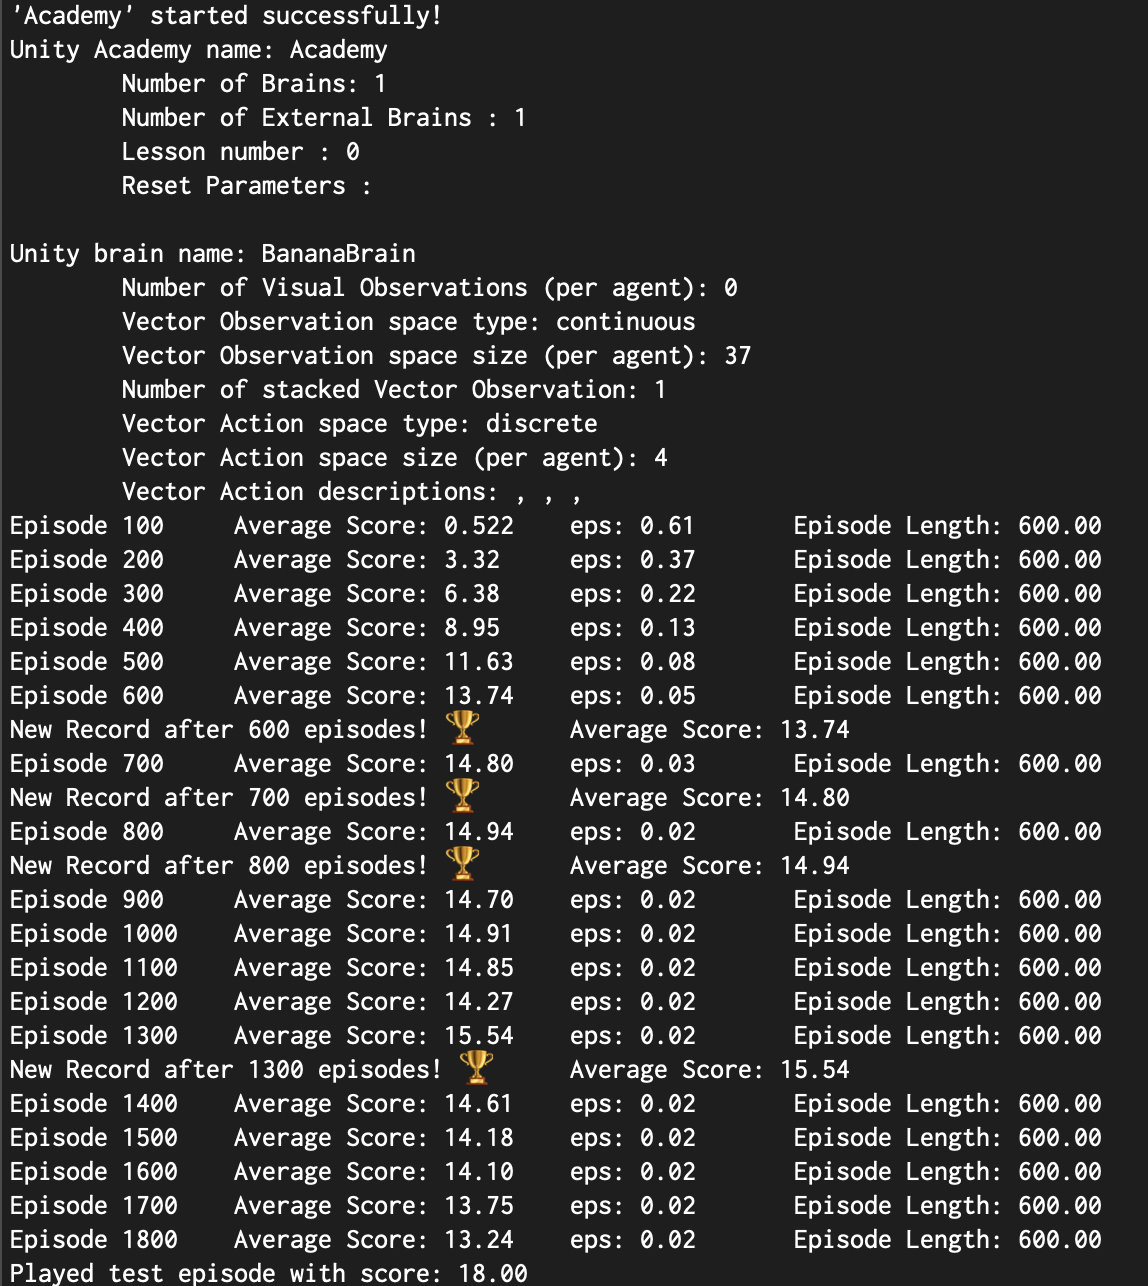 'Academy' started successfully!
Unity Academy name: Academy
Number of Brains: 1
Number of External Brains : 1
Lesson number : 0
Reset Parameters :
Unity brain name: BananaBrain
Number of Visual Observations (per agent): 0
Vector Observation space type: continuous
Vector Observation space size (per agent): 37
Number of stacked Vector Observation: 1
Vector Action space type: discrete
Vector Action space size (per agent): 4
Vector Action descriptions: , , ,
Episode 100 Average Score: 0.522 eps: 0.61 Episode Length: 600.00
Episode 200 Average Score: 3.32 eps: 0.37 Episode Length: 600.00
Episode 300 Average Score: 6.38 eps: 0.22 Episode Length: 600.00
Episode 400 Average Score: 8.95 eps: 0.13 Episode Length: 600.00
Episode 500 Average Score: 11.63 eps: 0.08 Episode Length: 600.00
Episode 600 Average Score: 13.74 eps: 0.05 Episode Length: 600.00
New Record after 600 episodes! 🏆 Average Score: 13.74
Episode 700 Average Score: 14.80 eps: 0.03 Episode Length: 600.00
New Record after 700 episodes! 🏆 Average Score: 14.80
Episode 800 Average Score: 14.94 eps: 0.02 Episode Length: 600.00
New Record after 800 episodes! 🏆 Average Score: 14.94
Episode 900 Average Score: 14.70 eps: 0.02 Episode Length: 600.00
Episode 1000 Average Score: 14.91 eps: 0.02 Episode Length: 600.00
Episode 1100 Average Score: 14.85 eps: 0.02 Episode Length: 600.00
Episode 1200 Average Score: 14.27 eps: 0.02 Episode Length: 600.00
Episode 1300 Average Score: 15.54 eps: 0.02 Episode Length: 600.00
New Record after 1300 episodes! 🏆 Average Score: 15.54
Episode 1400 Average Score: 14.61 eps: 0.02 Episode Length: 600.00
Episode 1500 Average Score: 14.18 eps: 0.02 Episode Length: 600.00
Episode 1600 Average Score: 14.10 eps: 0.02 Episode Length: 600.00
Episode 1700 Average Score: 13.75 eps: 0.02 Episode Length: 600.00
Episode 1800 Average Score: 13.24 eps: 0.02 Episode Length: 600.00
Played test episode with score: 18.00